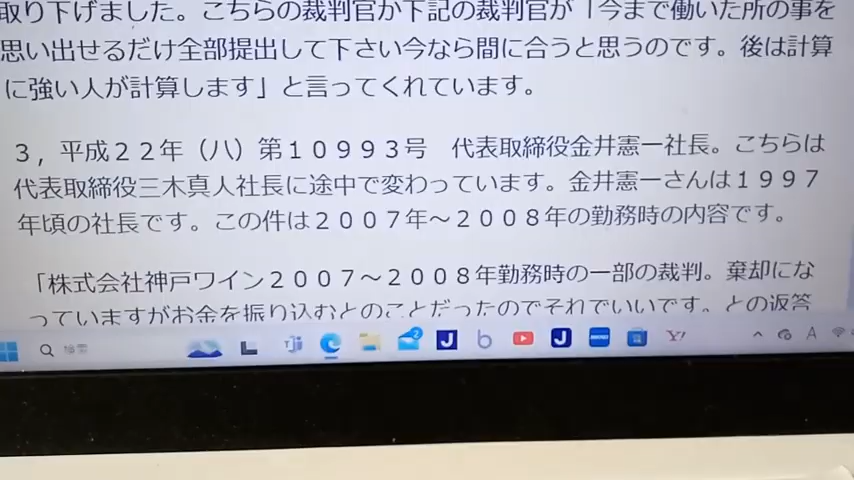 取り下げました。こちらの裁判官か下記の裁判官が「今まで働いた所の事を
思い出せるだけ全部提出して下さい今なら間に合うと思うのです。後は計算
に強い人が計算します」と言ってくれています。
３，平成２２年（ハ）第１０９９３号　代表取締役金井憲一社長。こちらは
代表取締役三木真人社長に途中で変わっています。金井憲一さんは１９９７
年頃の社長です。この件は２００７年～２００８年の勤務時の内容です。
「株式会社神戸ワイン２００７～２００８年勤務時の一部の裁判。棄却にな
っていますがお金を振り込むとのことだったのでそれでいいです。との返答
検索